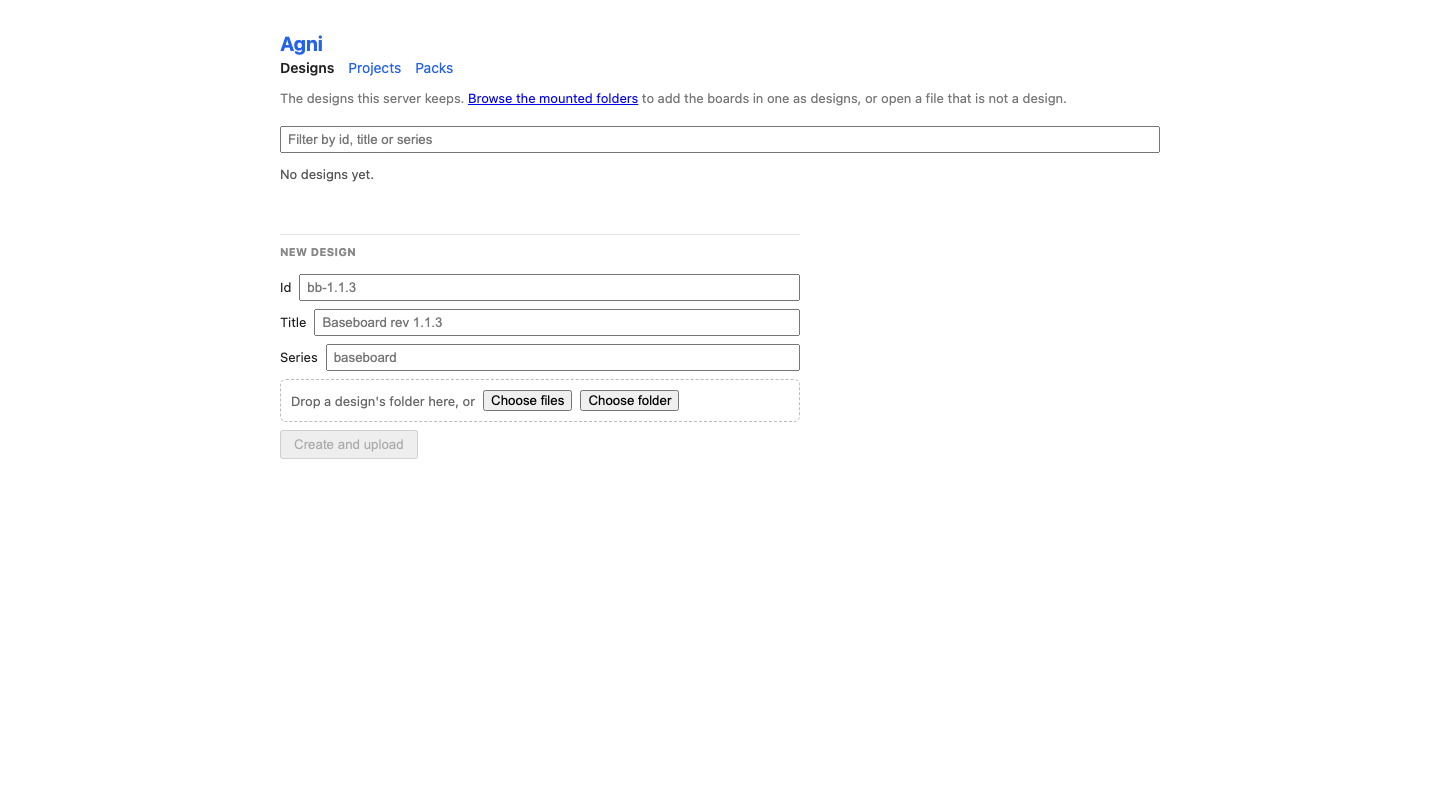 Agni
Designs Projects Packs
The designs this server keeps. Browse the mounted folders to add the boards in one as designs, or open a file that is not a design.
Filter by id, title or series
No designs yet.
NEW DESIGN
Id bb-1.1.3
Title Baseboard rev 1.1.3
Series baseboard
Drop a design's folder here, or Choose files Choose folder
Create and upload